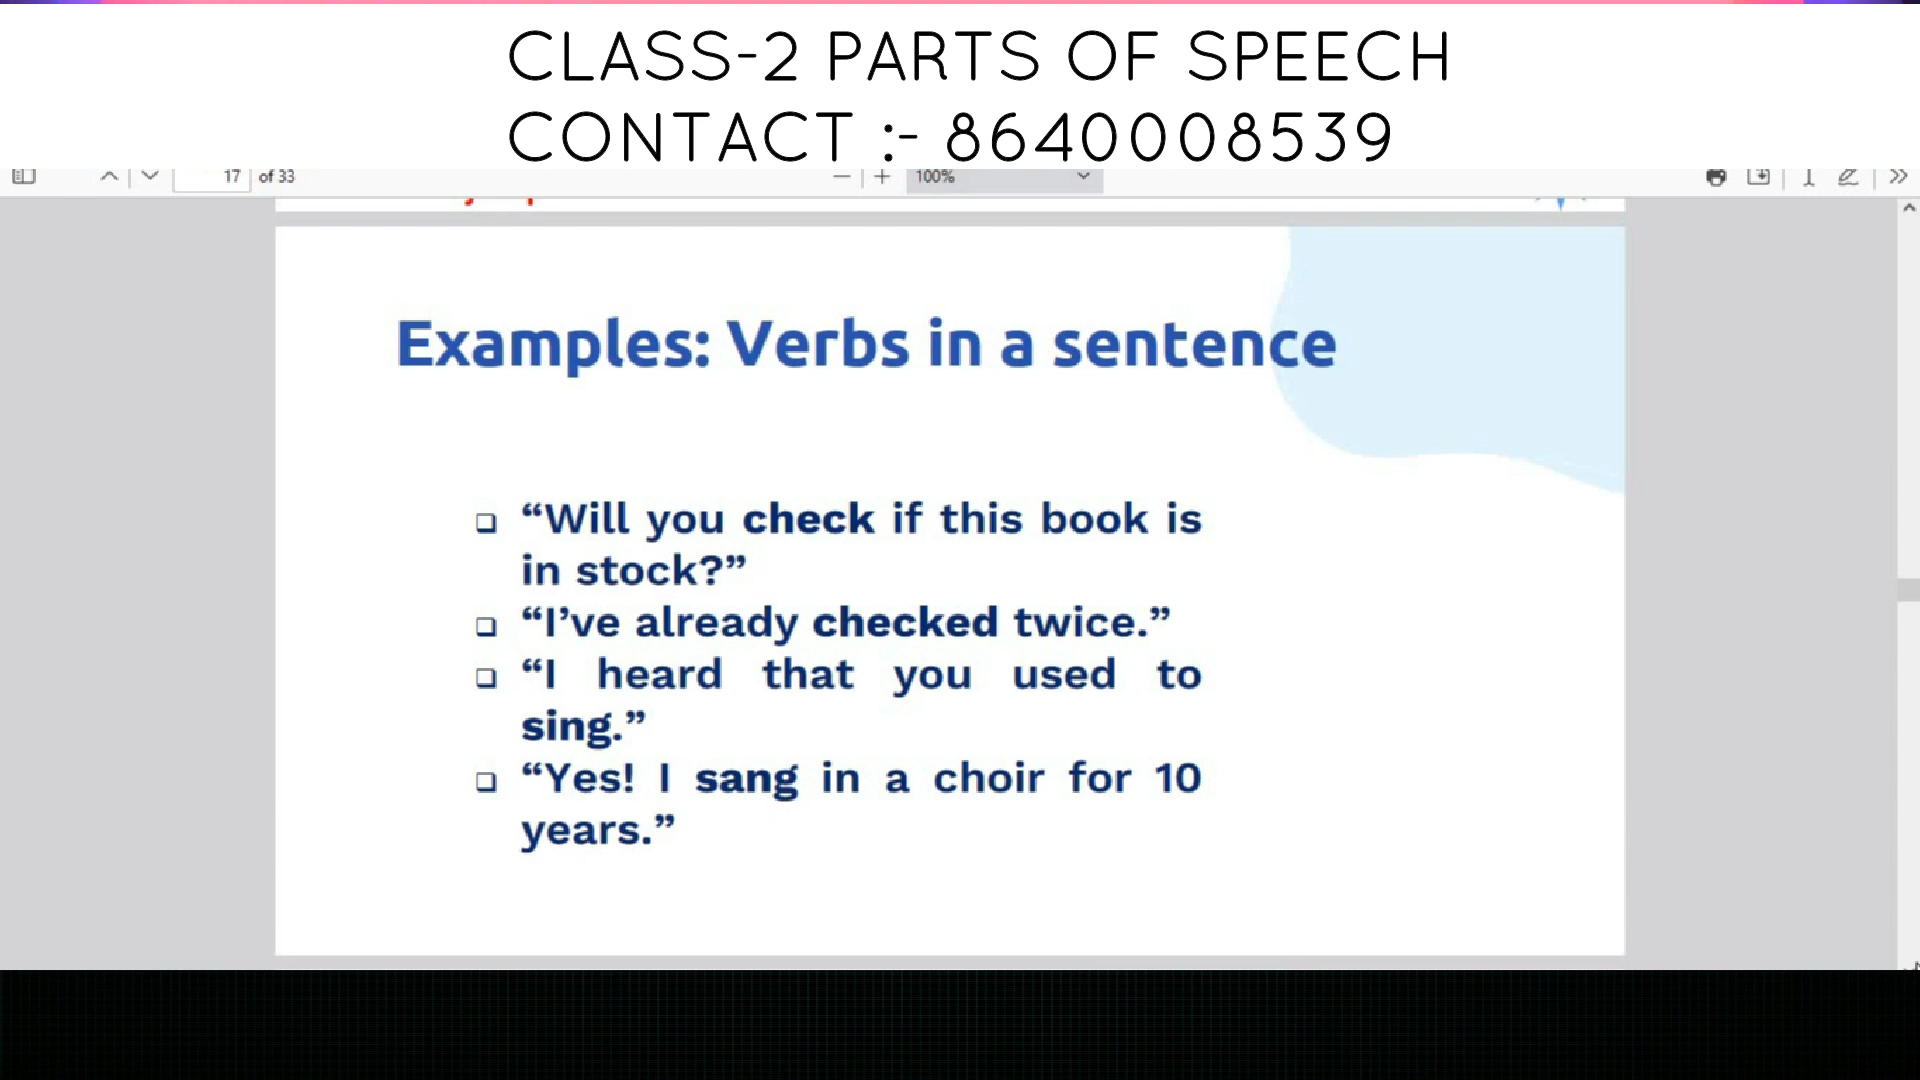 CLASS-2 PARTS OF SPEECH
CONTACT :- 8640008539
17 of 33
100%
Examples: Verbs in a sentence
❑ “Will you check if this book is
in stock?”
❑ “I’ve already checked twice.”
❑ “I heard that you used to
sing.”
❑ “Yes! I sang in a choir for 10
years.”